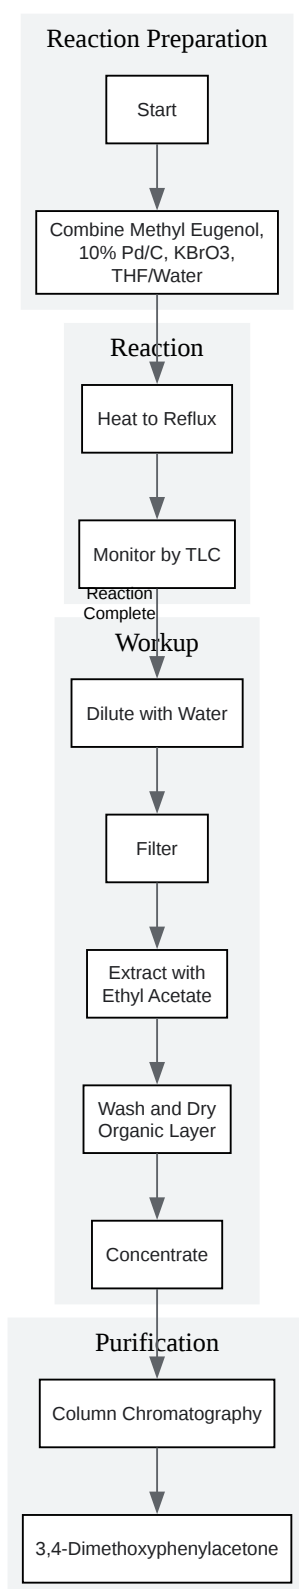 Reaction Preparation
Start
Combine Methyl Eugenol,
10% Pd/C, KBrO3,
THF/Water
Reaction
Heat to Reflux
Monitor by TLC
Reaction
Complete
Workup
Dilute with Water
Filter
Extract with
Ethyl Acetate
Wash and Dry
Organic Layer
Concentrate
Purification
Column Chromatography
3,4-Dimethoxyphenylacetone